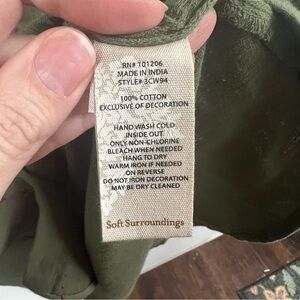 RN# 101206
MADE IN INDIA
STYLE# 3CW94
100% COTTON
EXCLUSIVE OF DECORATION
HAND WASH COLD
INSIDE OUT
ONLY NON-CHLORINE
BLEACH WHEN NEEDED
HANG TO DRY
WARM IRON IF NEEDED
ON REVERSE
DO NOT IRON DECORATION
MAY BE DRY CLEANED
Soft Surroundings